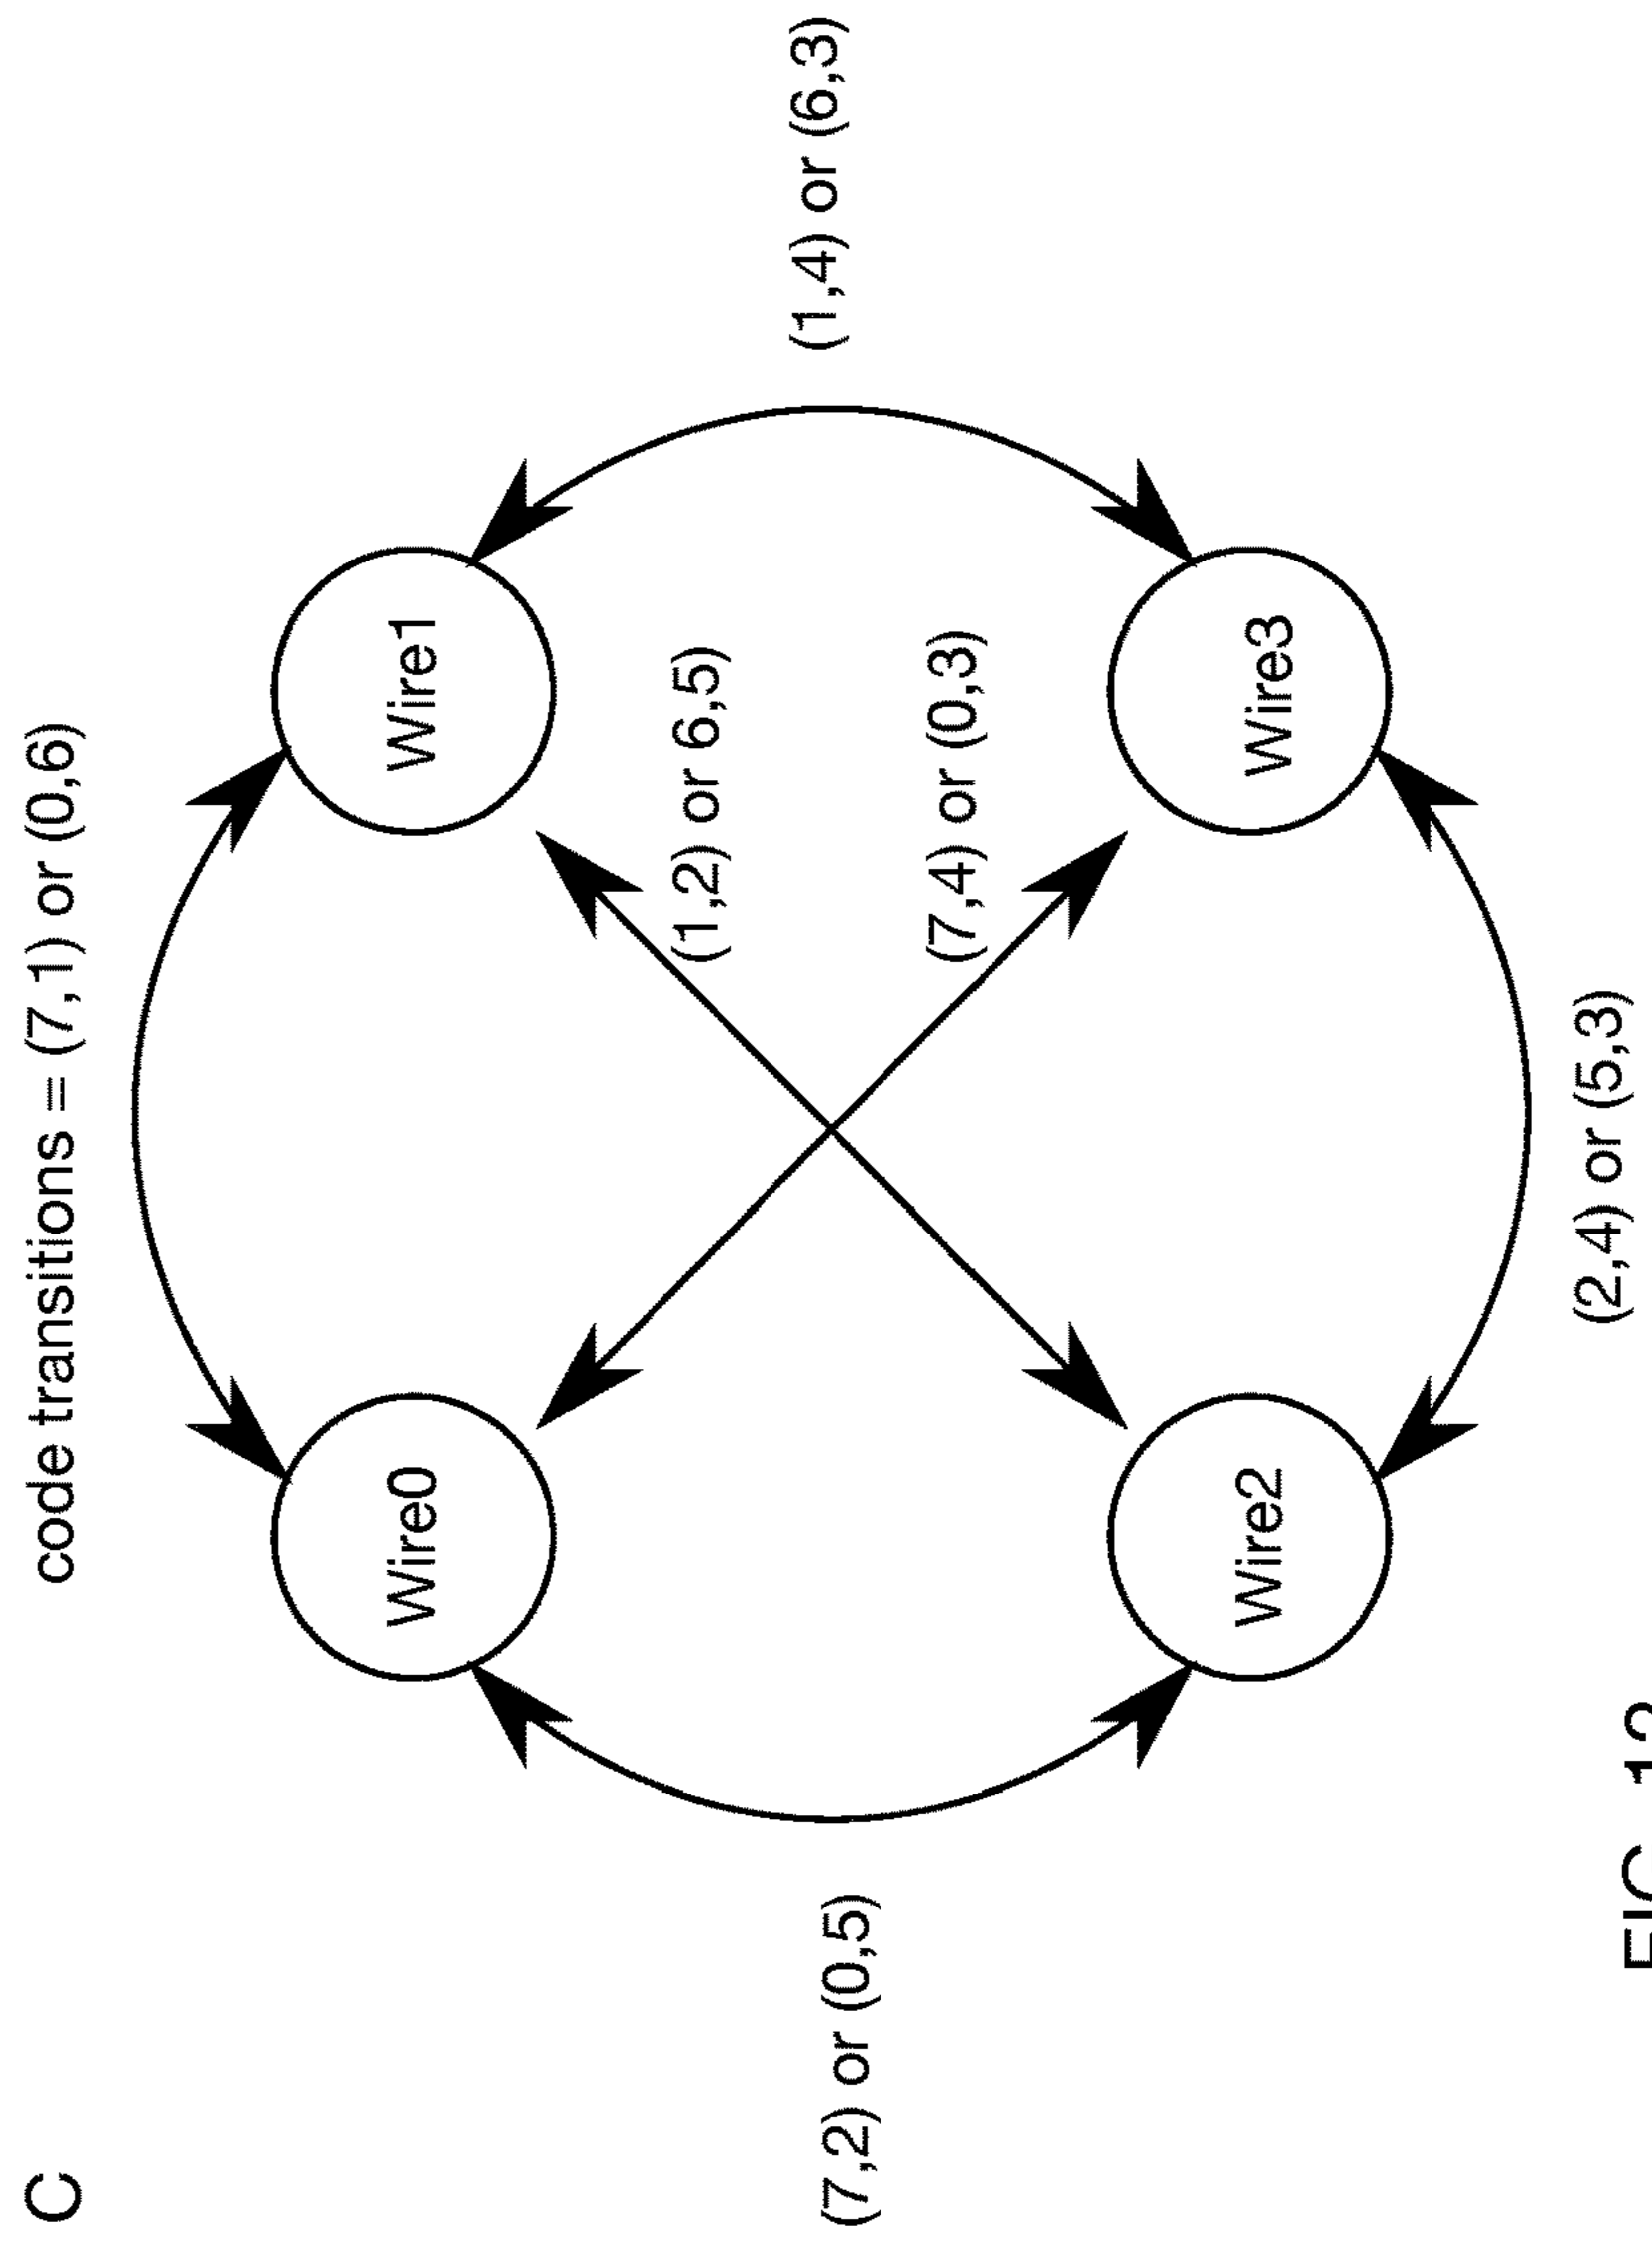 C
code transitions = (7,1) or (0,6)
Wire0
Wire1
(1,2) or 6,5)
(7,2) or (0,5)
(1,4) or (6,3)
(7,4) or (0,3)
Wire2
Wire3
(2,4) or (5,3)